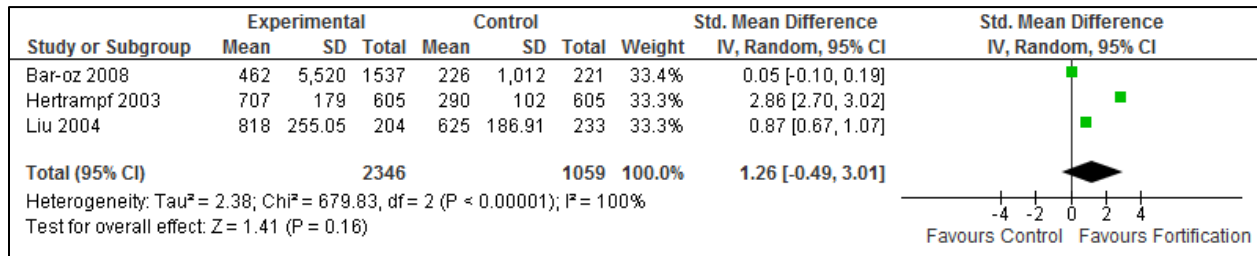 Experimental Control Std. Mean Difference Std. Mean Difference
Study or Subgroup Mean SD Total Mean SD Total Weight IV, Random, 95% CI IV, Random, 95% CI
Bar-oz 2008 462 5,520 1537 226 1,012 221 33.4% 0.05 [-0.10, 0.19]
Hertrampf 2003 707 179 605 290 102 605 33.3% 2.86 [2.70, 3.02]
Liu 2004 818 255.05 204 625 186.91 233 33.3% 0.87 [0.67, 1.07]
Total (95% CI) 2346 1059 100.0% 1.26 [-0.49, 3.01]
Heterogeneity: Tau² = 2.38; Chi² = 679.83, df = 2 (P < 0.00001); I² = 100%
Test for overall effect: Z = 1.41 (P = 0.16)
-4 -2 0 2 4
Favours Control Favours Fortification